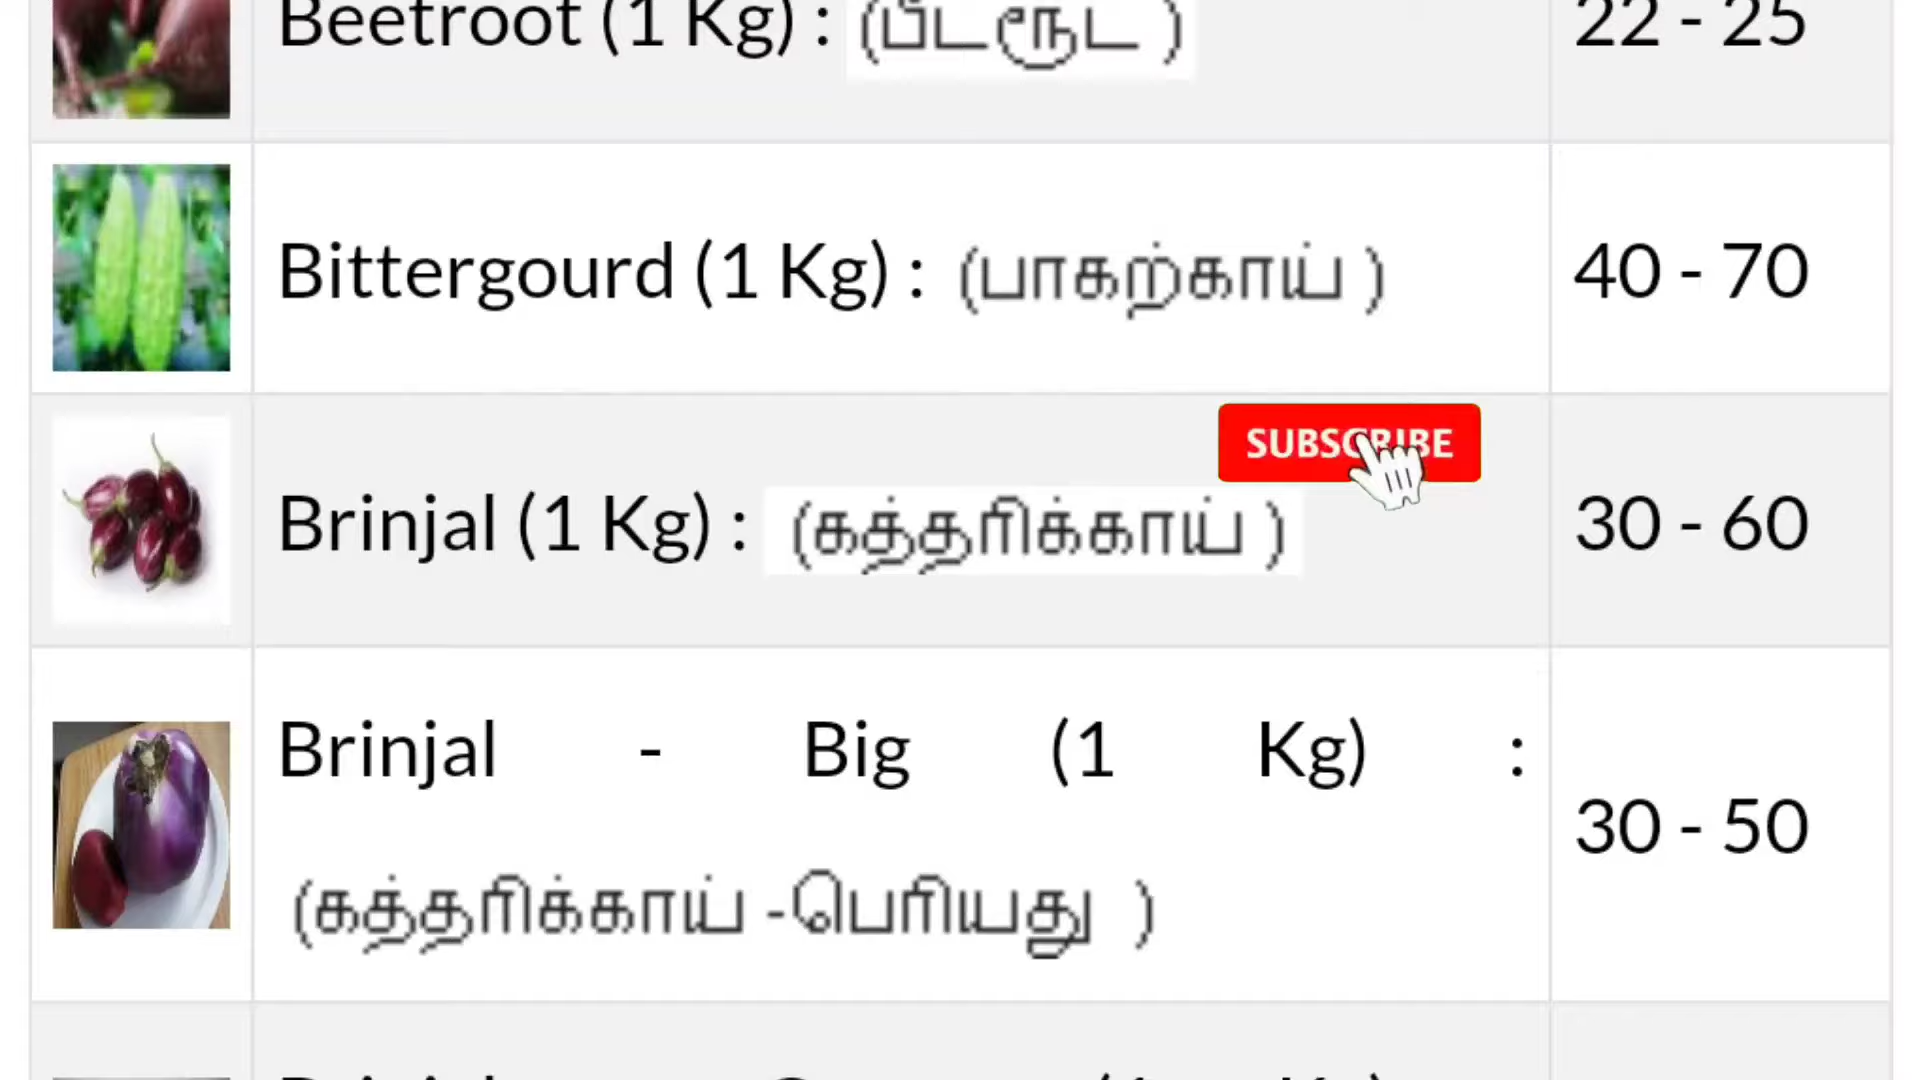 Beetroot (1 Kg) : (பீட்ரூட் ) 22 - 25
Bittergourd (1 Kg) : (பாகற்காய் ) 40 - 70
SUBSCRIBE
Brinjal (1 Kg) : (கத்தரிக்காய் ) 30 - 60
Brinjal - Big (1 Kg) :
(கத்தரிக்காய் -பெரியது ) 30 - 50